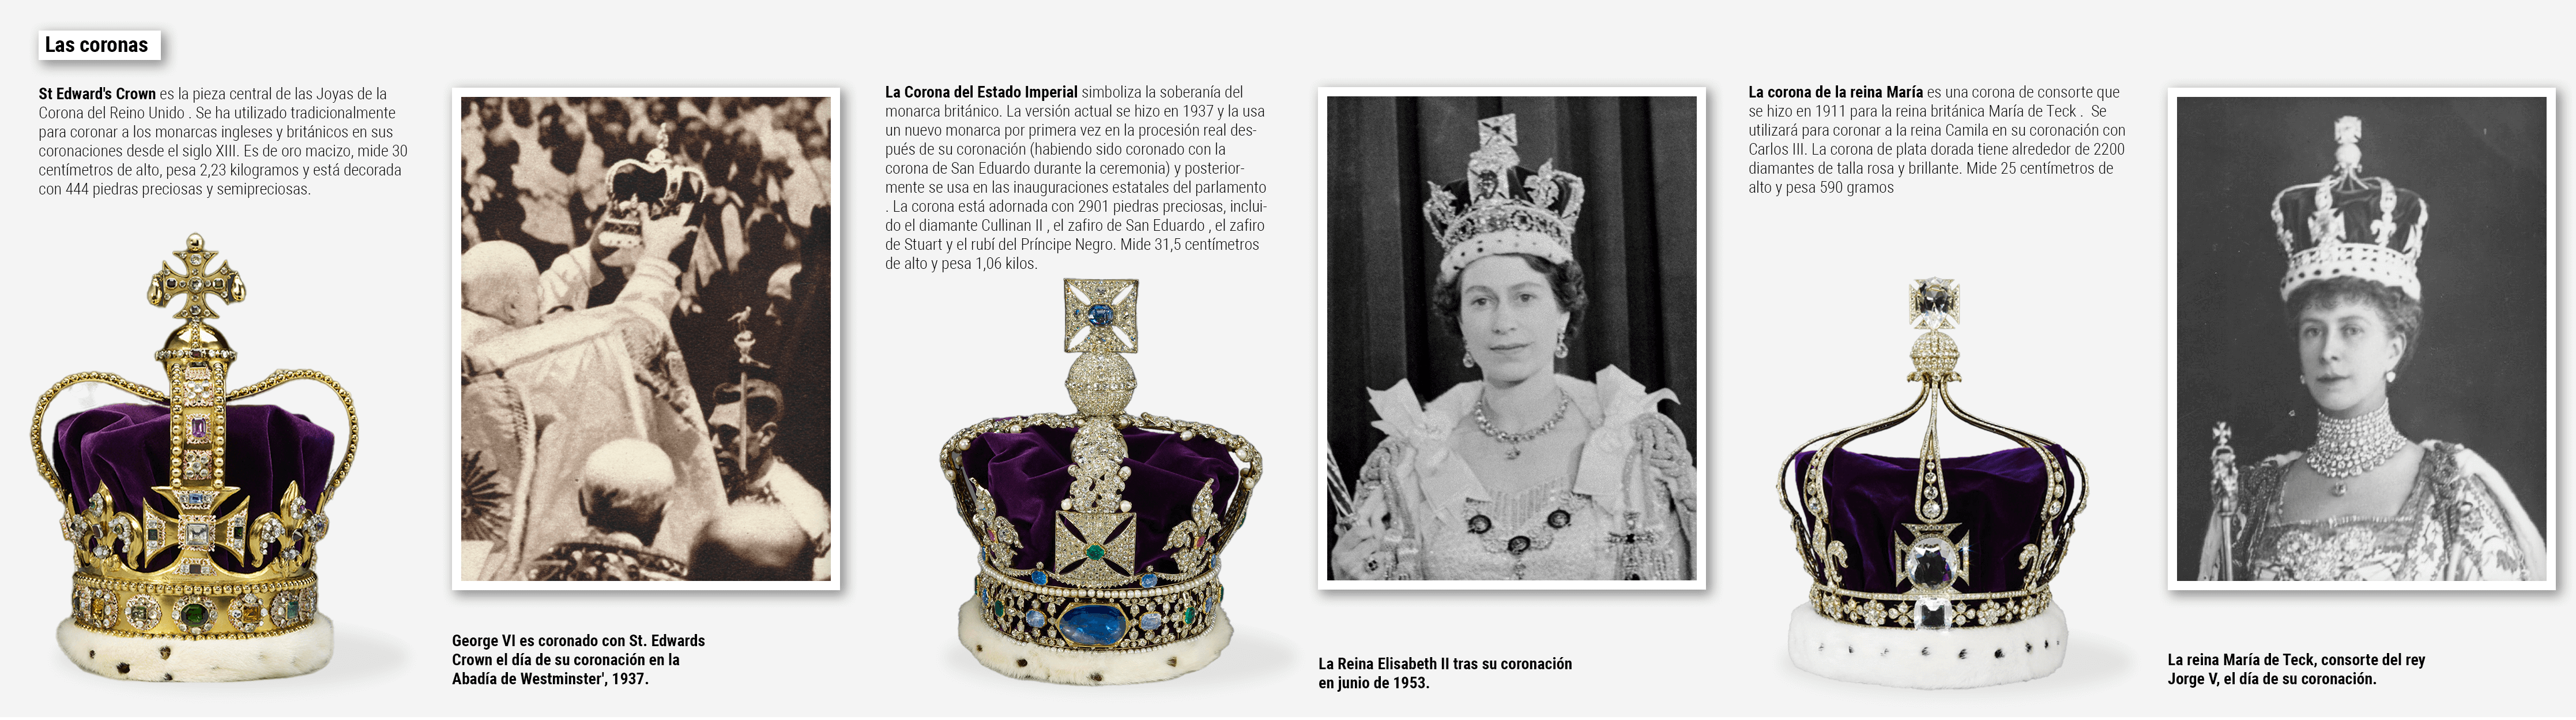 Las coronas
St Edward's Crown es la pieza central de las Joyas de la
Corona del Reino Unido . Se ha utilizado tradicionalmente
para coronar a los monarcas ingleses y británicos en sus
coronaciones desde el siglo XIII. Es de oro macizo, mide 30
centímetros de alto, pesa 2,23 kilogramos y está decorada
con 444 piedras preciosas y semipreciosas.
George VI es coronado con St. Edwards
Crown el día de su coronación en la
Abadía de Westminster', 1937.
La Corona del Estado Imperial simboliza la soberanía del
monarca británico. La versión actual se hizo en 1937 y la usa
un nuevo monarca por primera vez en la procesión real des-
pués de su coronación (habiendo sido coronado con la
corona de San Eduardo durante la ceremonia) y posterior-
mente se usa en las inauguraciones estatales del parlamento
. La corona está adornada con 2901 piedras preciosas, inclui-
do el diamante Cullinan II , el zafiro de San Eduardo , el zafiro
de Stuart y el rubí del Príncipe Negro. Mide 31,5 centímetros
de alto y pesa 1,06 kilos.
La Reina Elisabeth II tras su coronación
en junio de 1953.
La corona de la reina María es una corona de consorte que
se hizo en 1911 para la reina británica María de Teck .  Se
utilizará para coronar a la reina Camila en su coronación con
Carlos III. La corona de plata dorada tiene alrededor de 2200
diamantes de talla rosa y brillante. Mide 25 centímetros de
alto y pesa 590 gramos
La reina María de Teck, consorte del rey
Jorge V, el día de su coronación.